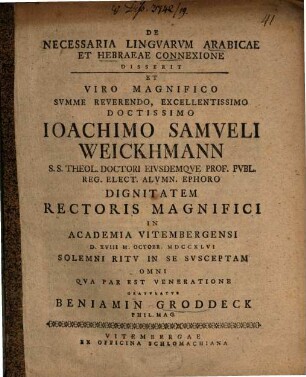 41
DE
NECESSARIA LINGVARVM ARABICAE
ET HEBRAEAE CONNEXIONE
DISSERIT
ET
VIRO MAGNIFICO
SVMME REVERENDO, EXCELLENTISSIMO
DOCTISSIMO
IOACHIMO SAMVELI
WEICKHMANN
S. S. THEOL. DOCTORI EIVSDEMQVE PROF. PVBL.
REG. ELECT. ALVMN. EPHORO
DIGNITATEM
RECTORIS MAGNIFICI
IN
ACADEMIA VITEMBERGENSI
D. XVIII M. OCTOBR. MDCCXLVI
SOLEMNI RITV IN SE SVSCEPTAM
OMNI
QVA PAR EST VENERATIONE
GRATVLATVR
BENIAMIN GRODDECK
PHIL. MAG.
VITEMBERGAE
EX OFFICINA SCHLOMACHIANA